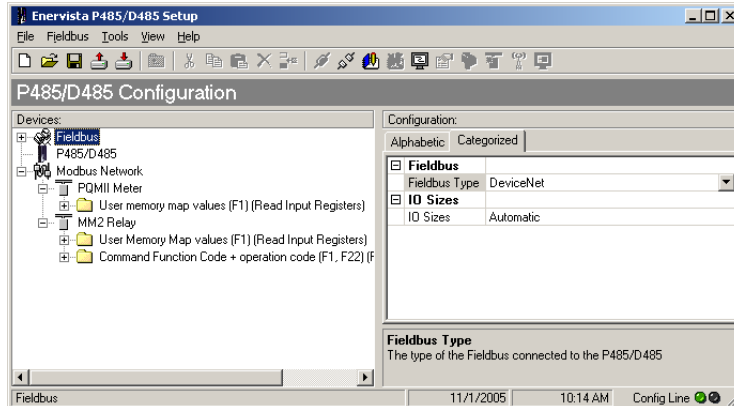 Enervista P485/D485 Setup
File Fieldbus Tools View Help
P485/D485 Configuration
Devices:
Fieldbus
P485/D485
Modbus Network
PQMII Meter
User memory map values (F1) (Read Input Registers)
MM2 Relay
User Memory Map values (F1) (Read Input Registers)
Command Function Code + operation code (F1, F22) (F
Configuration:
Alphabetic Categorized
Fieldbus
Fieldbus Type DeviceNet
IO Sizes
IO Sizes Automatic
Fieldbus Type
The type of the Fieldbus connected to the P485/D485
Fieldbus 11/1/2005 10:14 AM Config Line